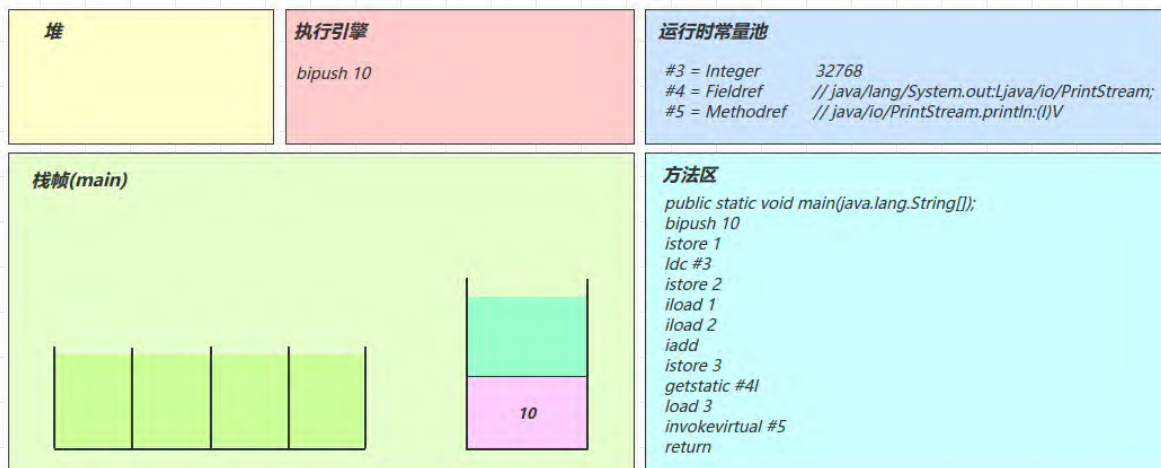 堆
执行引擎
bipush 10
运行时常量池
#3 = Integer 32768
#4 = Fieldref // java/lang/System.out:Ljava/io/PrintStream;
#5 = Methodref // java/io/PrintStream.println:(I)V
栈帧(main)
10
方法区
public static void main(java.lang.String[]);
bipush 10
istore 1
ldc #3
istore 2
iload 1
iload 2
iadd
istore 3
getstatic #4I
load 3
invokevirtual #5
return